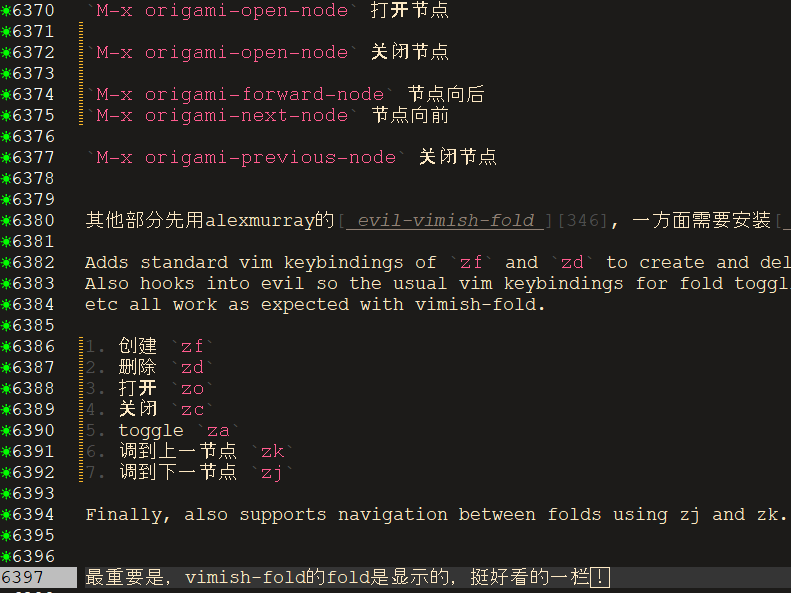 6370 `M-x origami-open-node` 打开节点
6371
6372 `M-x origami-open-node` 关闭节点
6373
6374 `M-x origami-forward-node` 节点向后
6375 `M-x origami-next-node` 节点向前
6376
6377 `M-x origami-previous-node` 关闭节点
6378
6379
6380 其他部分先用alexmurray的[_evil-vimish-fold_][346], 一方面需要安装[_
6381
6382 Adds standard vim keybindings of `zf` and `zd` to create and del
6383 Also hooks into evil so the usual vim keybindings for fold toggl
6384 etc all work as expected with vimish-fold.
6385
6386 1. 创建 `zf`
6387 2. 删除 `zd`
6388 3. 打开 `zo`
6389 4. 关闭 `zc`
6390 5. toggle `za`
6391 6. 调到上一节点 `zk`
6392 7. 调到下一节点 `zj`
6393
6394 Finally, also supports navigation between folds using zj and zk.
6395
6396
6397 最重要是, vimish-fold的fold是显示的, 挺好看的一栏!